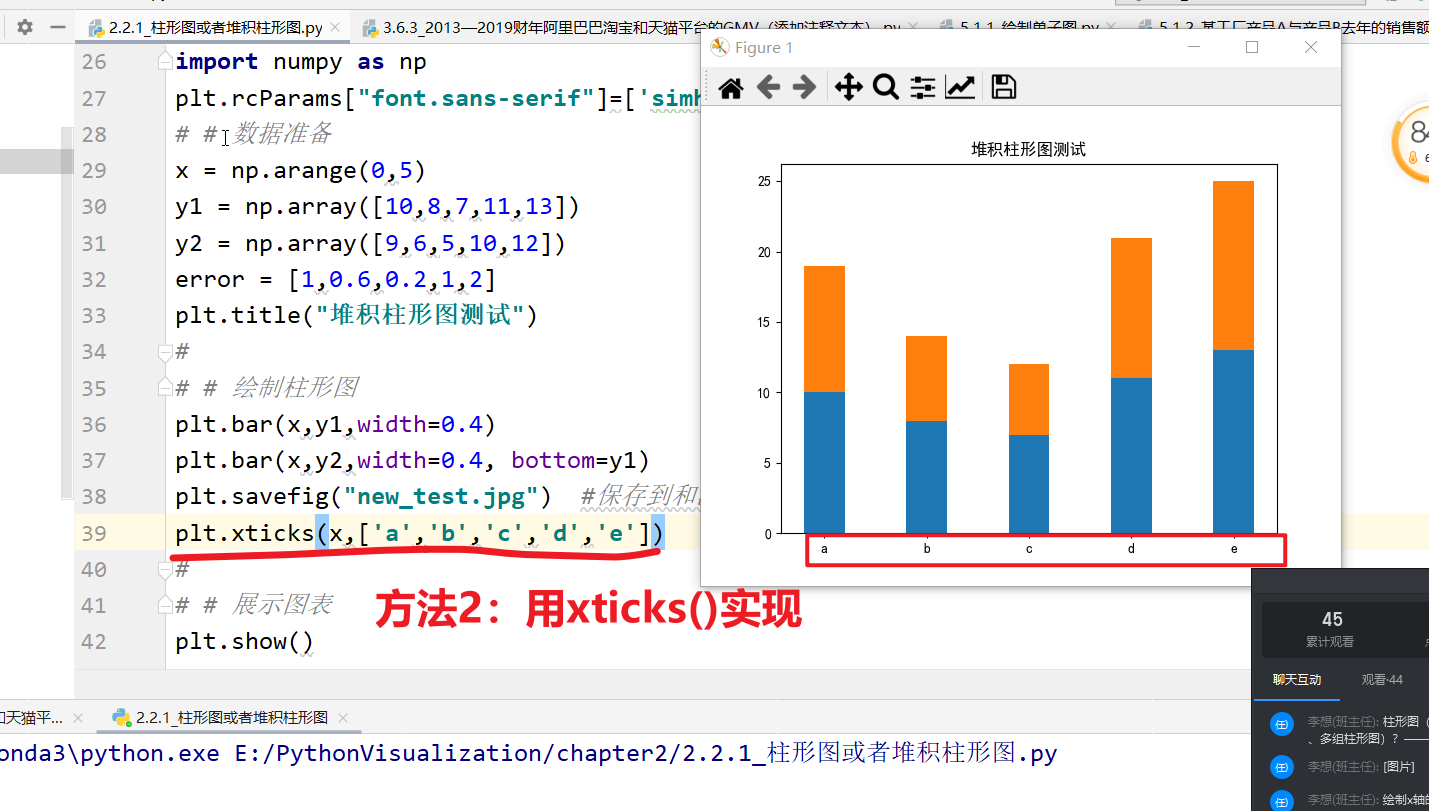 2.2.1_柱形图或者堆积柱形图.py
3.6.3_2013—2019财年阿里巴巴淘宝和天猫平台的GMV（添加注释文本）.py
5.1.1_绘制单子图.py
5.1.2_某工厂产品A与产品B去年的销售额
26 import numpy as np
27 plt.rcParams["font.sans-serif"]=['simh
28 # # 数据准备
29 x = np.arange(0,5)
30 y1 = np.array([10,8,7,11,13])
31 y2 = np.array([9,6,5,10,12])
32 error = [1,0.6,0.2,1,2]
33 plt.title("堆积柱形图测试")
34 #
35 # # 绘制柱形图
36 plt.bar(x,y1,width=0.4)
37 plt.bar(x,y2,width=0.4, bottom=y1)
38 plt.savefig("new_test.jpg") #保存到和
39 plt.xticks(x,['a','b','c','d','e'])
40 #
41 # # 展示图表
42 plt.show()
方法2：用xticks()实现
Figure 1
堆积柱形图测试
25
20
15
10
5
0
a b c d e
84
6
45
累计观看
聊天互动 观看·44
任 李想(班主任): 柱形图（
、多组柱形图）? ——
任 李想(班主任): [图片]
任 李想(班主任): 绘制x轴的
和天猫平...
2.2.1_柱形图或者堆积柱形图
onda3\python.exe E:/PythonVisualization/chapter2/2.2.1_柱形图或者堆积柱形图.py